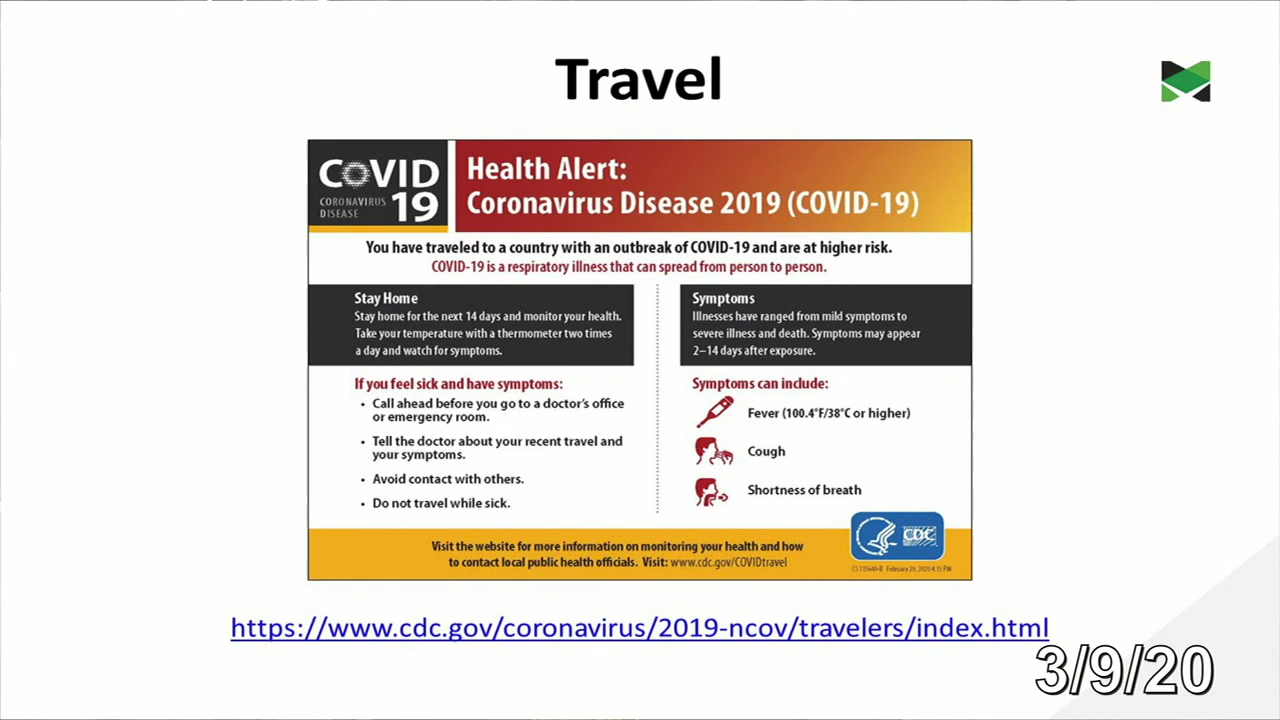 Travel
COVID
CORONAVIRUS
DISEASE
19
Health Alert:
Coronavirus Disease 2019 (COVID-19)
You have traveled to a country with an outbreak of COVID-19 and are at higher risk.
COVID-19 is a respiratory illness that can spread from person to person.
Stay Home
Stay home for the next 14 days and monitor your health.
Take your temperature with a thermometer two times
a day and watch for symptoms.
If you feel sick and have symptoms:
• Call ahead before you go to a doctor's office
or emergency room.
• Tell the doctor about your recent travel and
your symptoms.
• Avoid contact with others.
• Do not travel while sick.
Symptoms
Illnesses have ranged from mild symptoms to
severe illness and death. Symptoms may appear
2–14 days after exposure.
Symptoms can include:
Fever (100.4°F/38°C or higher)
Cough
Shortness of breath
Visit the website for more information on monitoring your health and how
to contact local public health officials. Visit: www.cdc.gov/COVIDtravel
CDC
February 29, 2020 4:15 PM
https://www.cdc.gov/coronavirus/2019-ncov/travelers/index.html
3/9/20